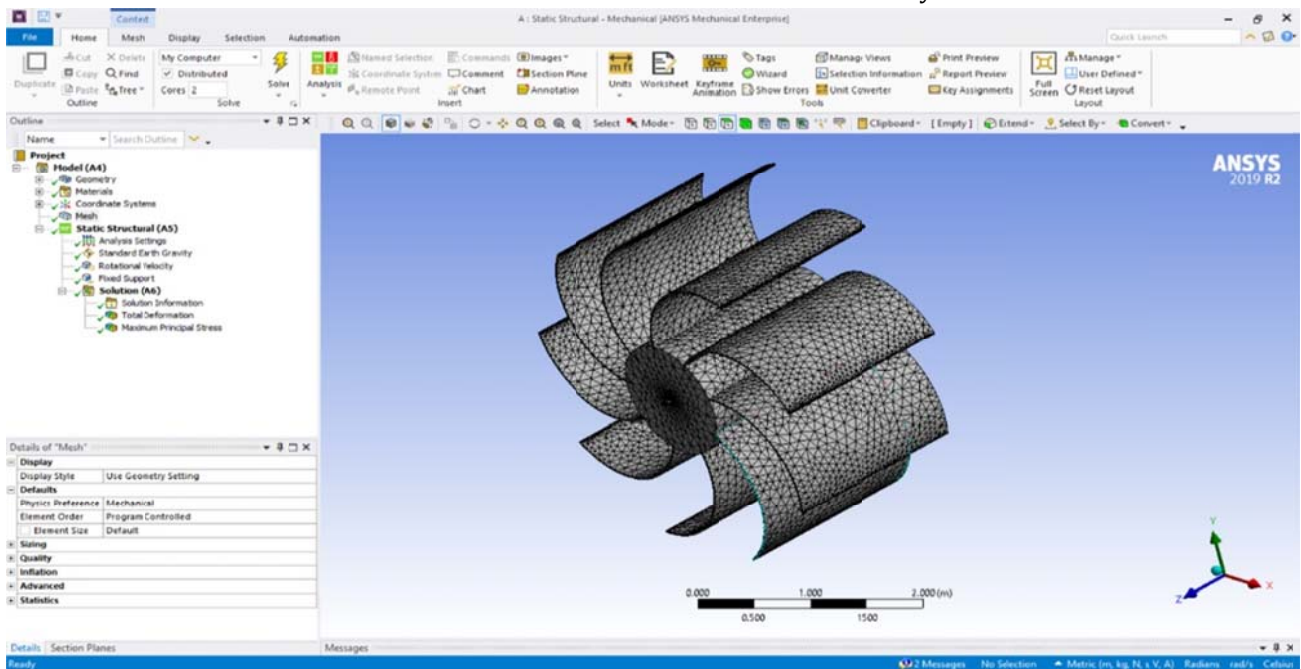 Context
A : Static Structural - Mechanical [ANSYS Mechanical Enterprise]
File Home Mesh Display Selection Automation Quick Launch
Duplicate Cut Copy Paste Delete Find Tree
Outline
My Computer
Distributed
Cores 2
Solve
Solve
Analysis Named Selection Coordinate System Remote Point Commands Comment Chart Images Section Plane Annotation
Insert
Units Worksheet Keyframe Animation Tags Wizard Show Errors Manage Views Selection Information Unit Converter Print Preview Report Preview Key Assignments
Tools
Full Screen Manage User Defined Reset Layout
Layout
Outline
Name Search Outline
Select Mode Clipboard [Empty] Extend Select By Convert
Project
Model (A4)
Geometry
Materials
Coordinate Systems
Mesh
Static Structural (A5)
Analysis Settings
Standard Earth Gravity
Rotational Velocity
Fixed Support
Solution (A6)
Solution Information
Total Deformation
Maximum Principal Stress
ANSYS
2019 R2
Details of "Mesh"
Display
Display Style Use Geometry Setting
Defaults
Physics Preference Mechanical
Element Order Program Controlled
Element Size Default
Sizing
Quality
Inflation
Advanced
Statistics
0.000 1.000 2.000 (m)
0.500 1500
Y
X
Z
Details Section Planes
Messages
Ready
2 Messages No Selection Metric (m, kg, N, s, V, A) Radians rad/s Celsius